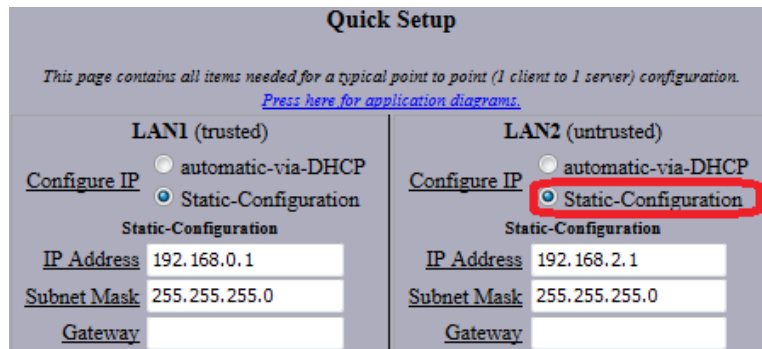 Quick Setup
This page contains all items needed for a typical point to point (1 client to 1 server) configuration.
Press here for application diagrams.
LAN1 (trusted)
Configure IP
automatic-via-DHCP
Static-Configuration
Static-Configuration
IP Address 192.168.0.1
Subnet Mask 255.255.255.0
Gateway
LAN2 (untrusted)
Configure IP
automatic-via-DHCP
Static-Configuration
Static-Configuration
IP Address 192.168.2.1
Subnet Mask 255.255.255.0
Gateway